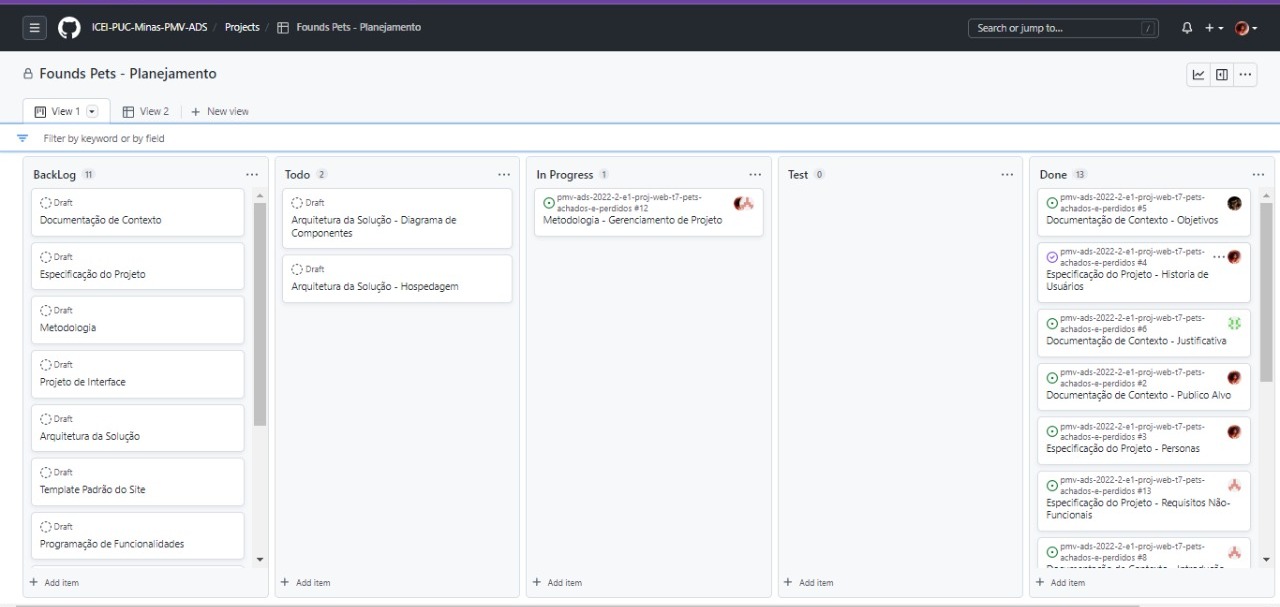 ICEI-PUC-Minas-PMV-ADS / Projects / Founds Pets - Planejamento
Search or jump to... /
Founds Pets - Planejamento
View 1
View 2
New view
Filter by keyword or by field
BackLog 11
Draft
Documentação de Contexto
Draft
Especificação do Projeto
Draft
Metodologia
Draft
Projeto de Interface
Draft
Arquitetura da Solução
Draft
Template Padrão do Site
Draft
Programação de Funcionalidades
+ Add item
Todo 2
Draft
Arquitetura da Solução - Diagrama de
Componentes
Draft
Arquitetura da Solução - Hospedagem
+ Add item
In Progress 1
pmv-ads-2022-2-e1-proj-web-t7-pets-
achados-e-perdidos #12
Metodologia - Gerenciamento de Projeto
+ Add item
Test 0
+ Add item
Done 13
pmv-ads-2022-2-e1-proj-web-t7-pets-
achados-e-perdidos #5
Documentação de Contexto - Objetivos
pmv-ads-2022-2-e1-proj-web-t7-pets-
achados-e-perdidos #4
Especificação do Projeto - Historia de
Usuários
pmv-ads-2022-2-e1-proj-web-t7-pets-
achados-e-perdidos #6
Documentação de Contexto - Justificativa
pmv-ads-2022-2-e1-proj-web-t7-pets-
achados-e-perdidos #2
Documentação de Contexto - Publico Alvo
pmv-ads-2022-2-e1-proj-web-t7-pets-
achados-e-perdidos #3
Especificação do Projeto - Personas
pmv-ads-2022-2-e1-proj-web-t7-pets-
achados-e-perdidos #13
Especificação do Projeto - Requisitos Não-
Funcionais
pmv-ads-2022-2-e1-proj-web-t7-pets-
achados-e-perdidos #8
Documentação de Contexto - Introdução
+ Add item